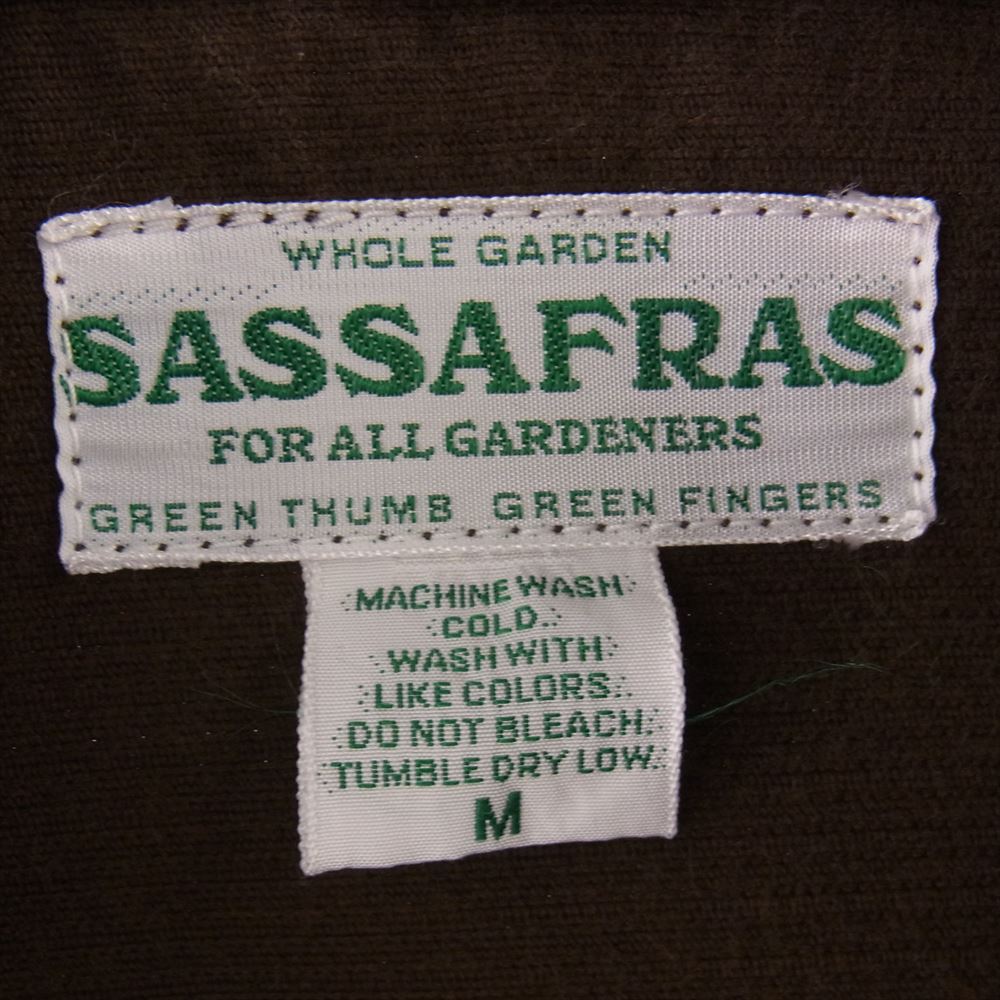 WHOLE GARDEN
SASSAFRAS
FOR ALL GARDENERS
GREEN THUMB GREEN FINGERS
MACHINE WASH
COLD.
WASH WITH
LIKE COLORS.
DO NOT BLEACH.
TUMBLE DRY LOW.
M